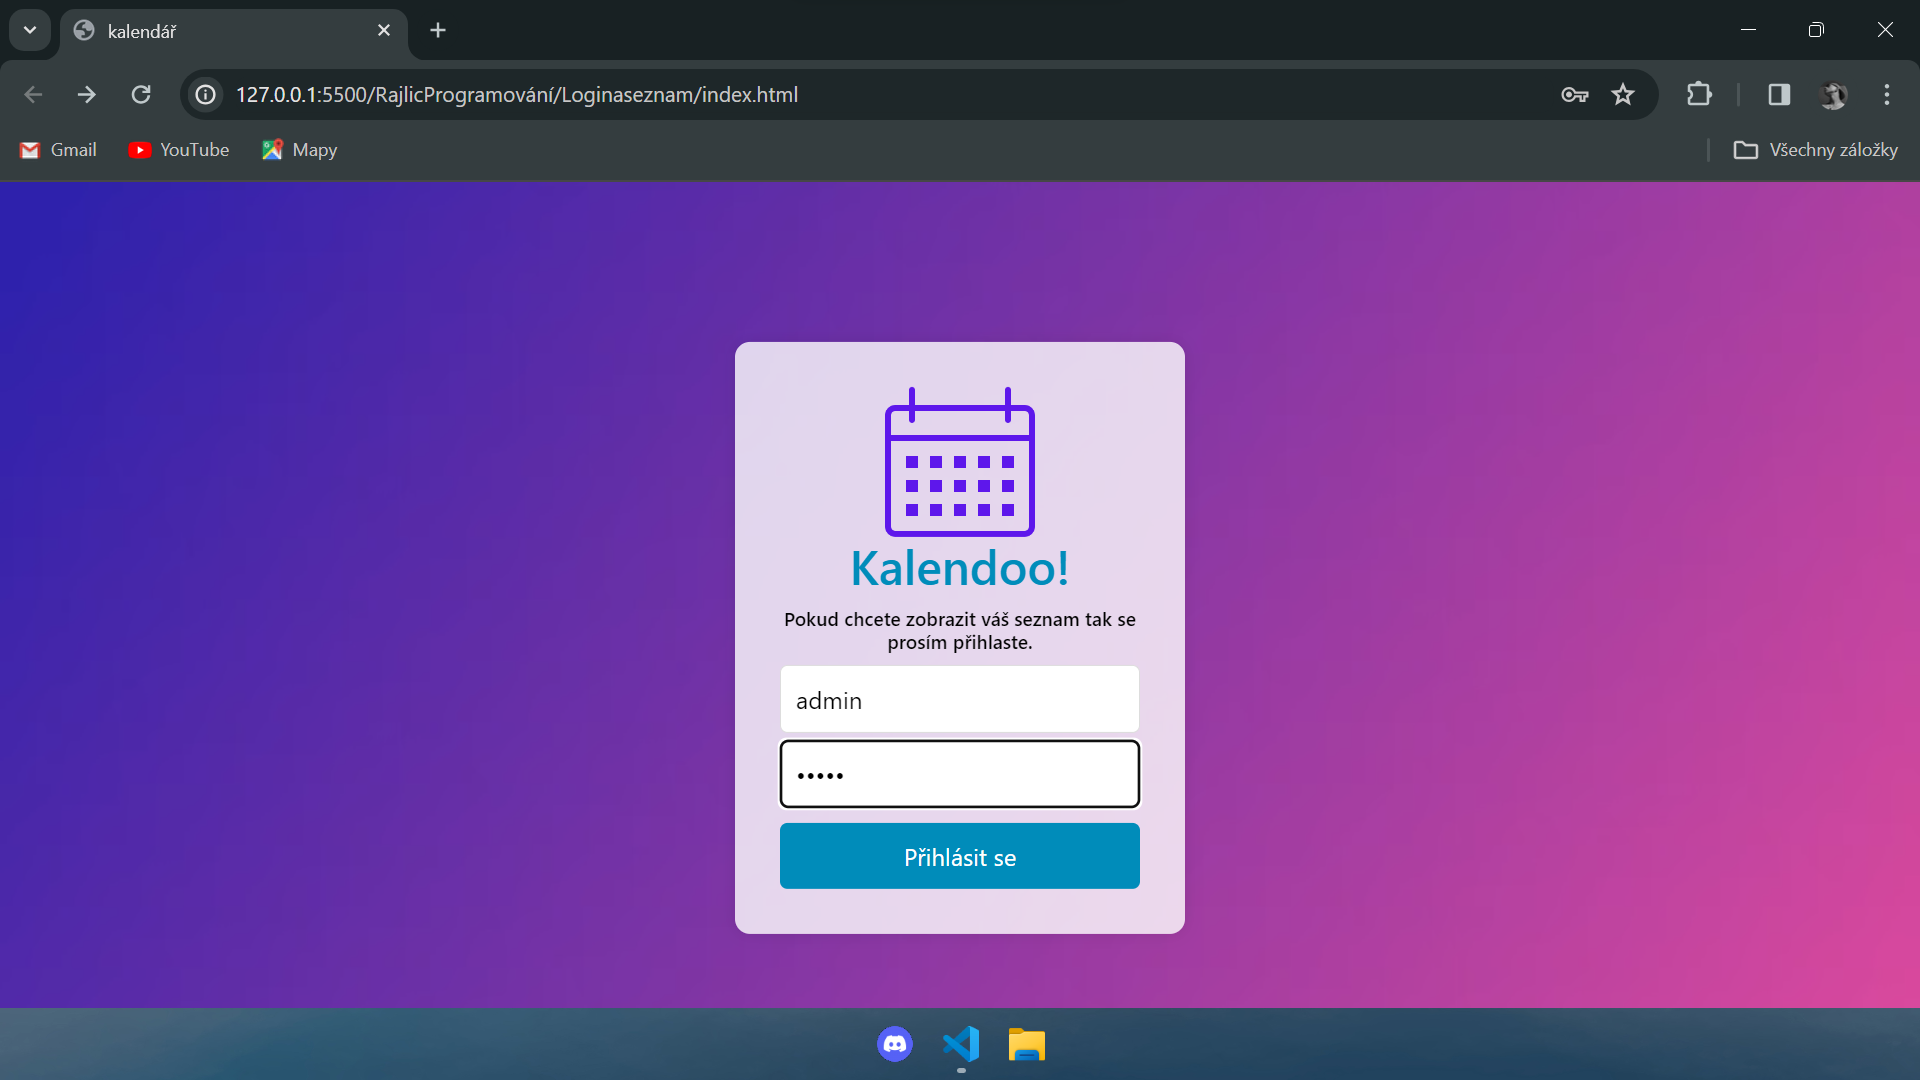 kalendář
127.0.0.1:5500/RajlicProgramování/Loginaseznam/index.html
Gmail
YouTube
Mapy
Všechny záložky
Kalendoo!
Pokud chcete zobrazit váš seznam tak se
prosím přihlaste.
admin
•••••
Přihlásit se